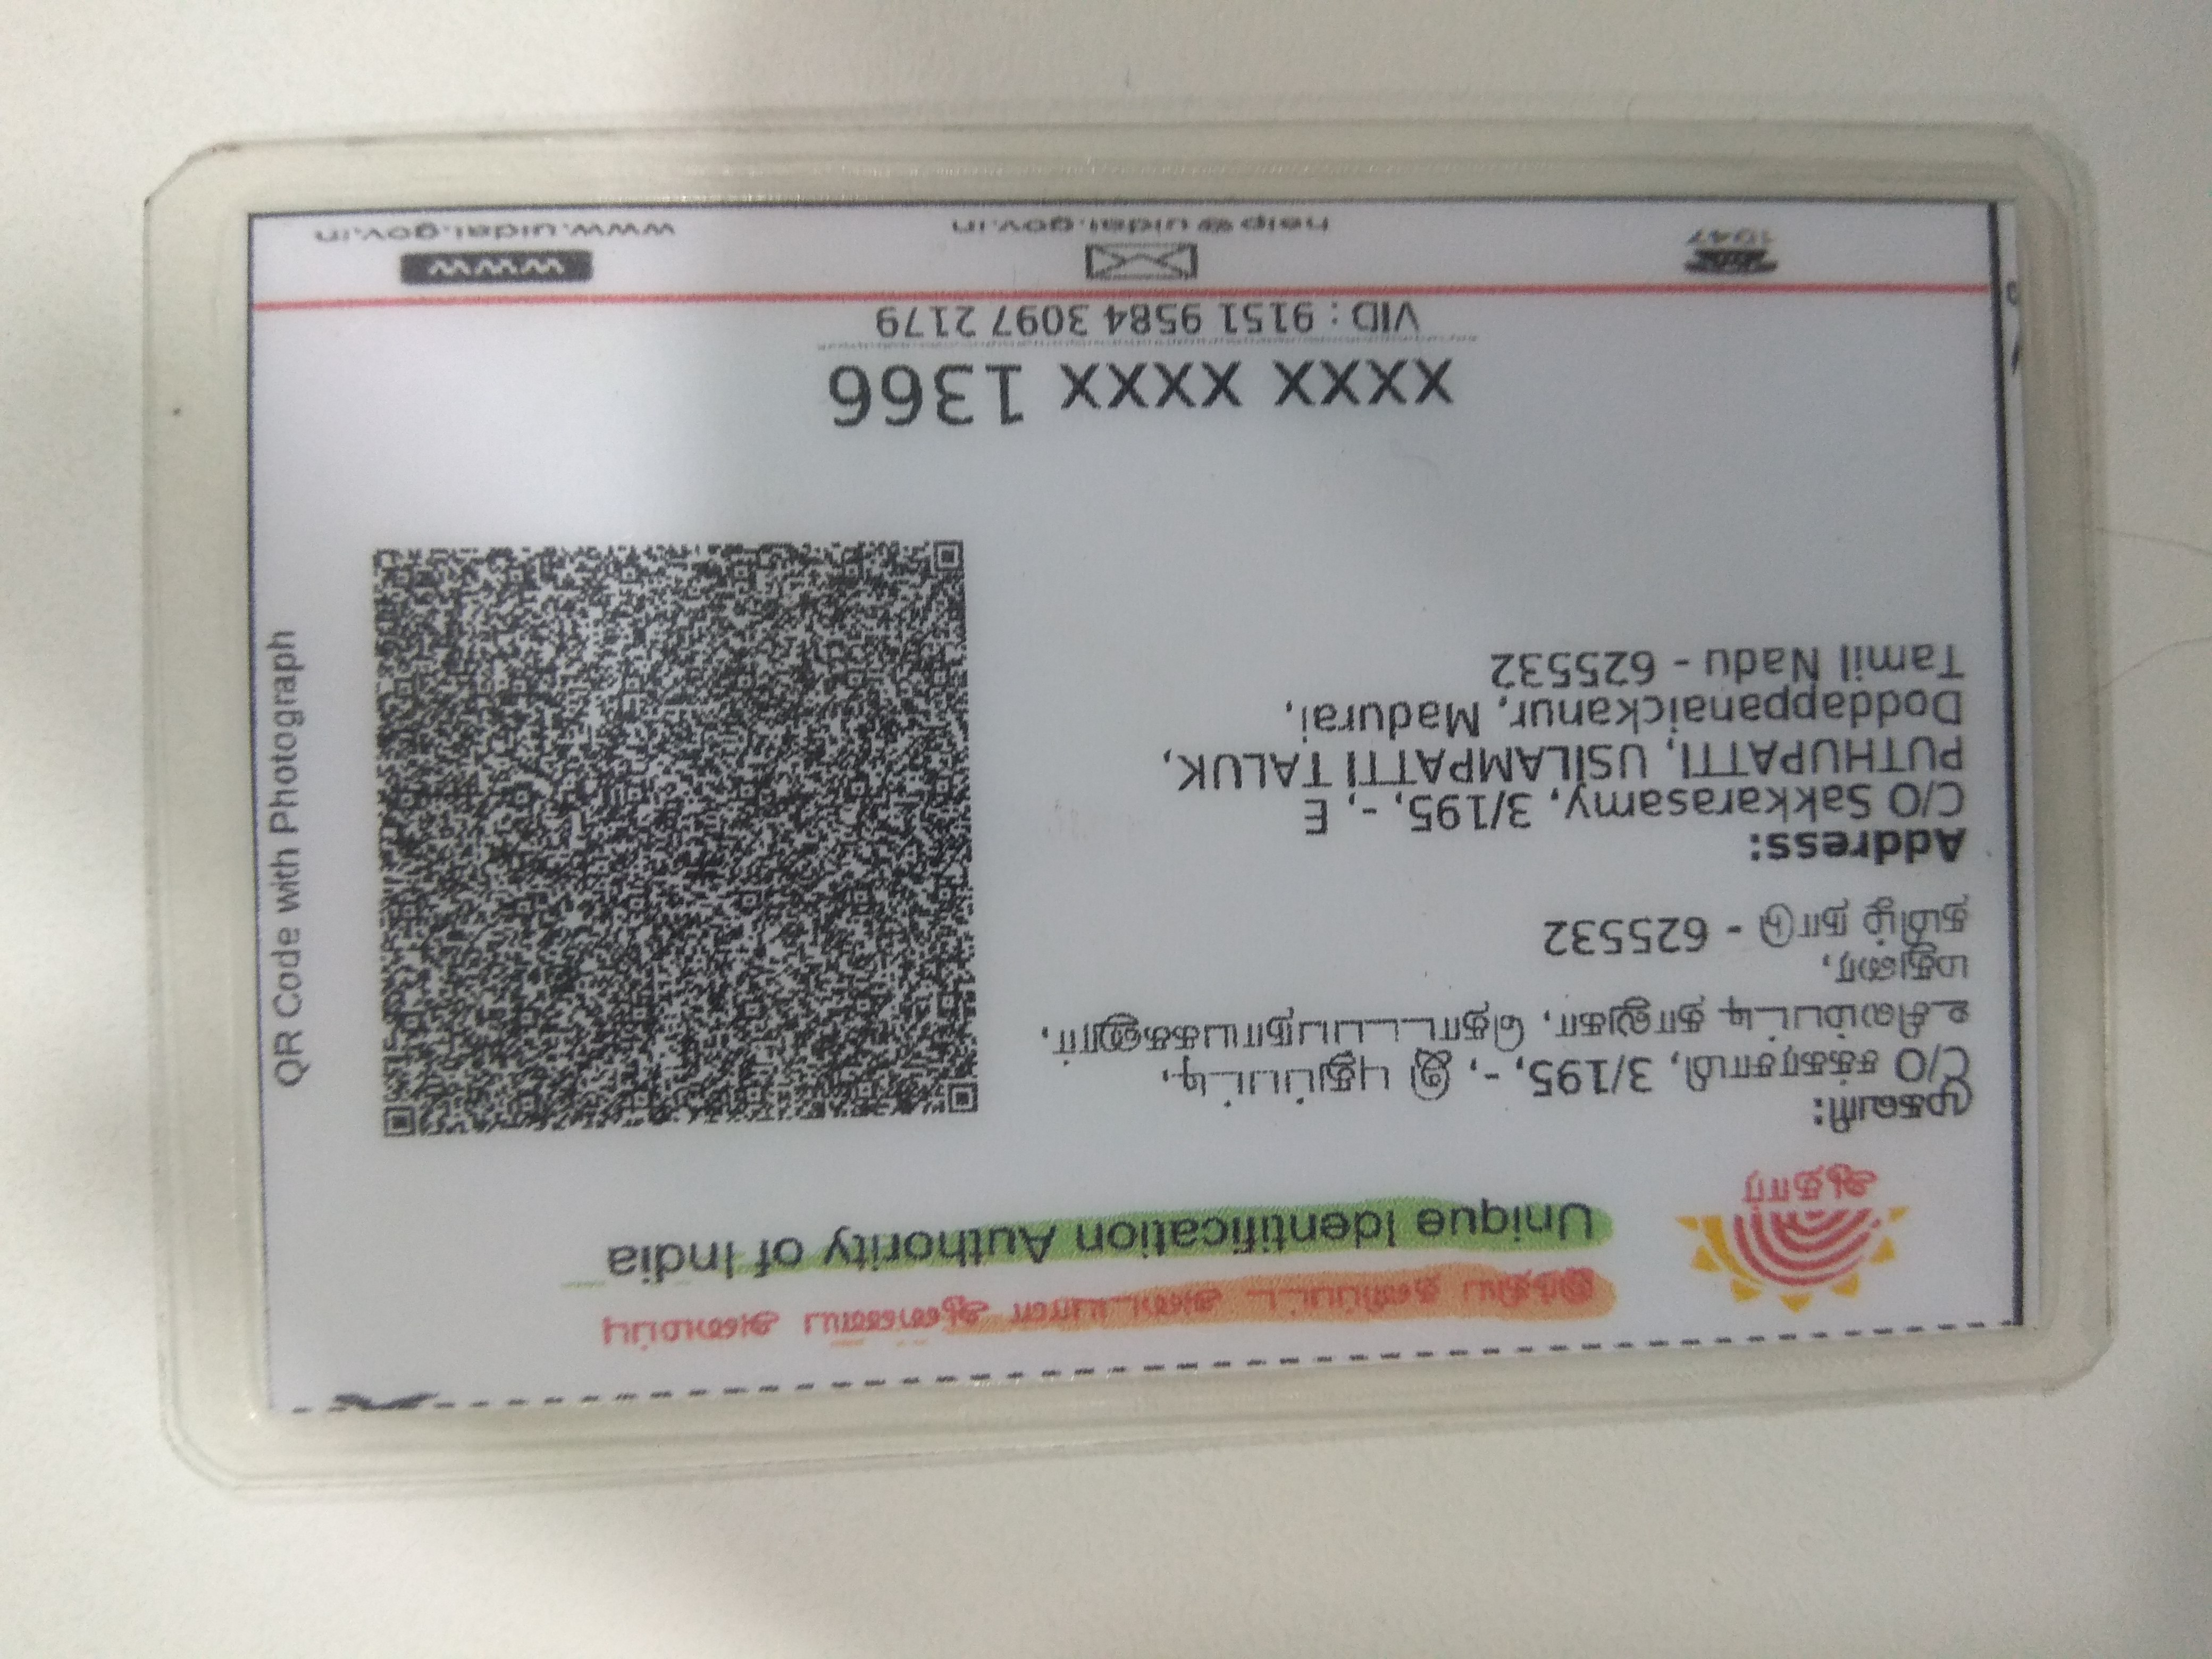 இந்திய தனிப்பட்ட அடையாள ஆணைய அமைப்பு
Unique Identification Authority of India
ஆதார்
முகவரி:
C/O சக்கரசாமி, 3/195, -, இ புதுப்பட்டி,
உசிலம்பட்டி தாலுகா, தொட்டப்பநாயக்கனூர்,
மதுரை,
தமிழ் நாடு - 625532
Address:
C/O Sakkarasamy, 3/195, -, E
PUTHUPATTI, USILAMPATTI TALUK,
Doddappanaickanur, Madurai,
Tamil Nadu - 625532
QR Code with Photograph
xxxx xxxx 1366
VID : 9151 9584 3097 2179
1947
help@uidai.gov.in
www
www.uidai.gov.in